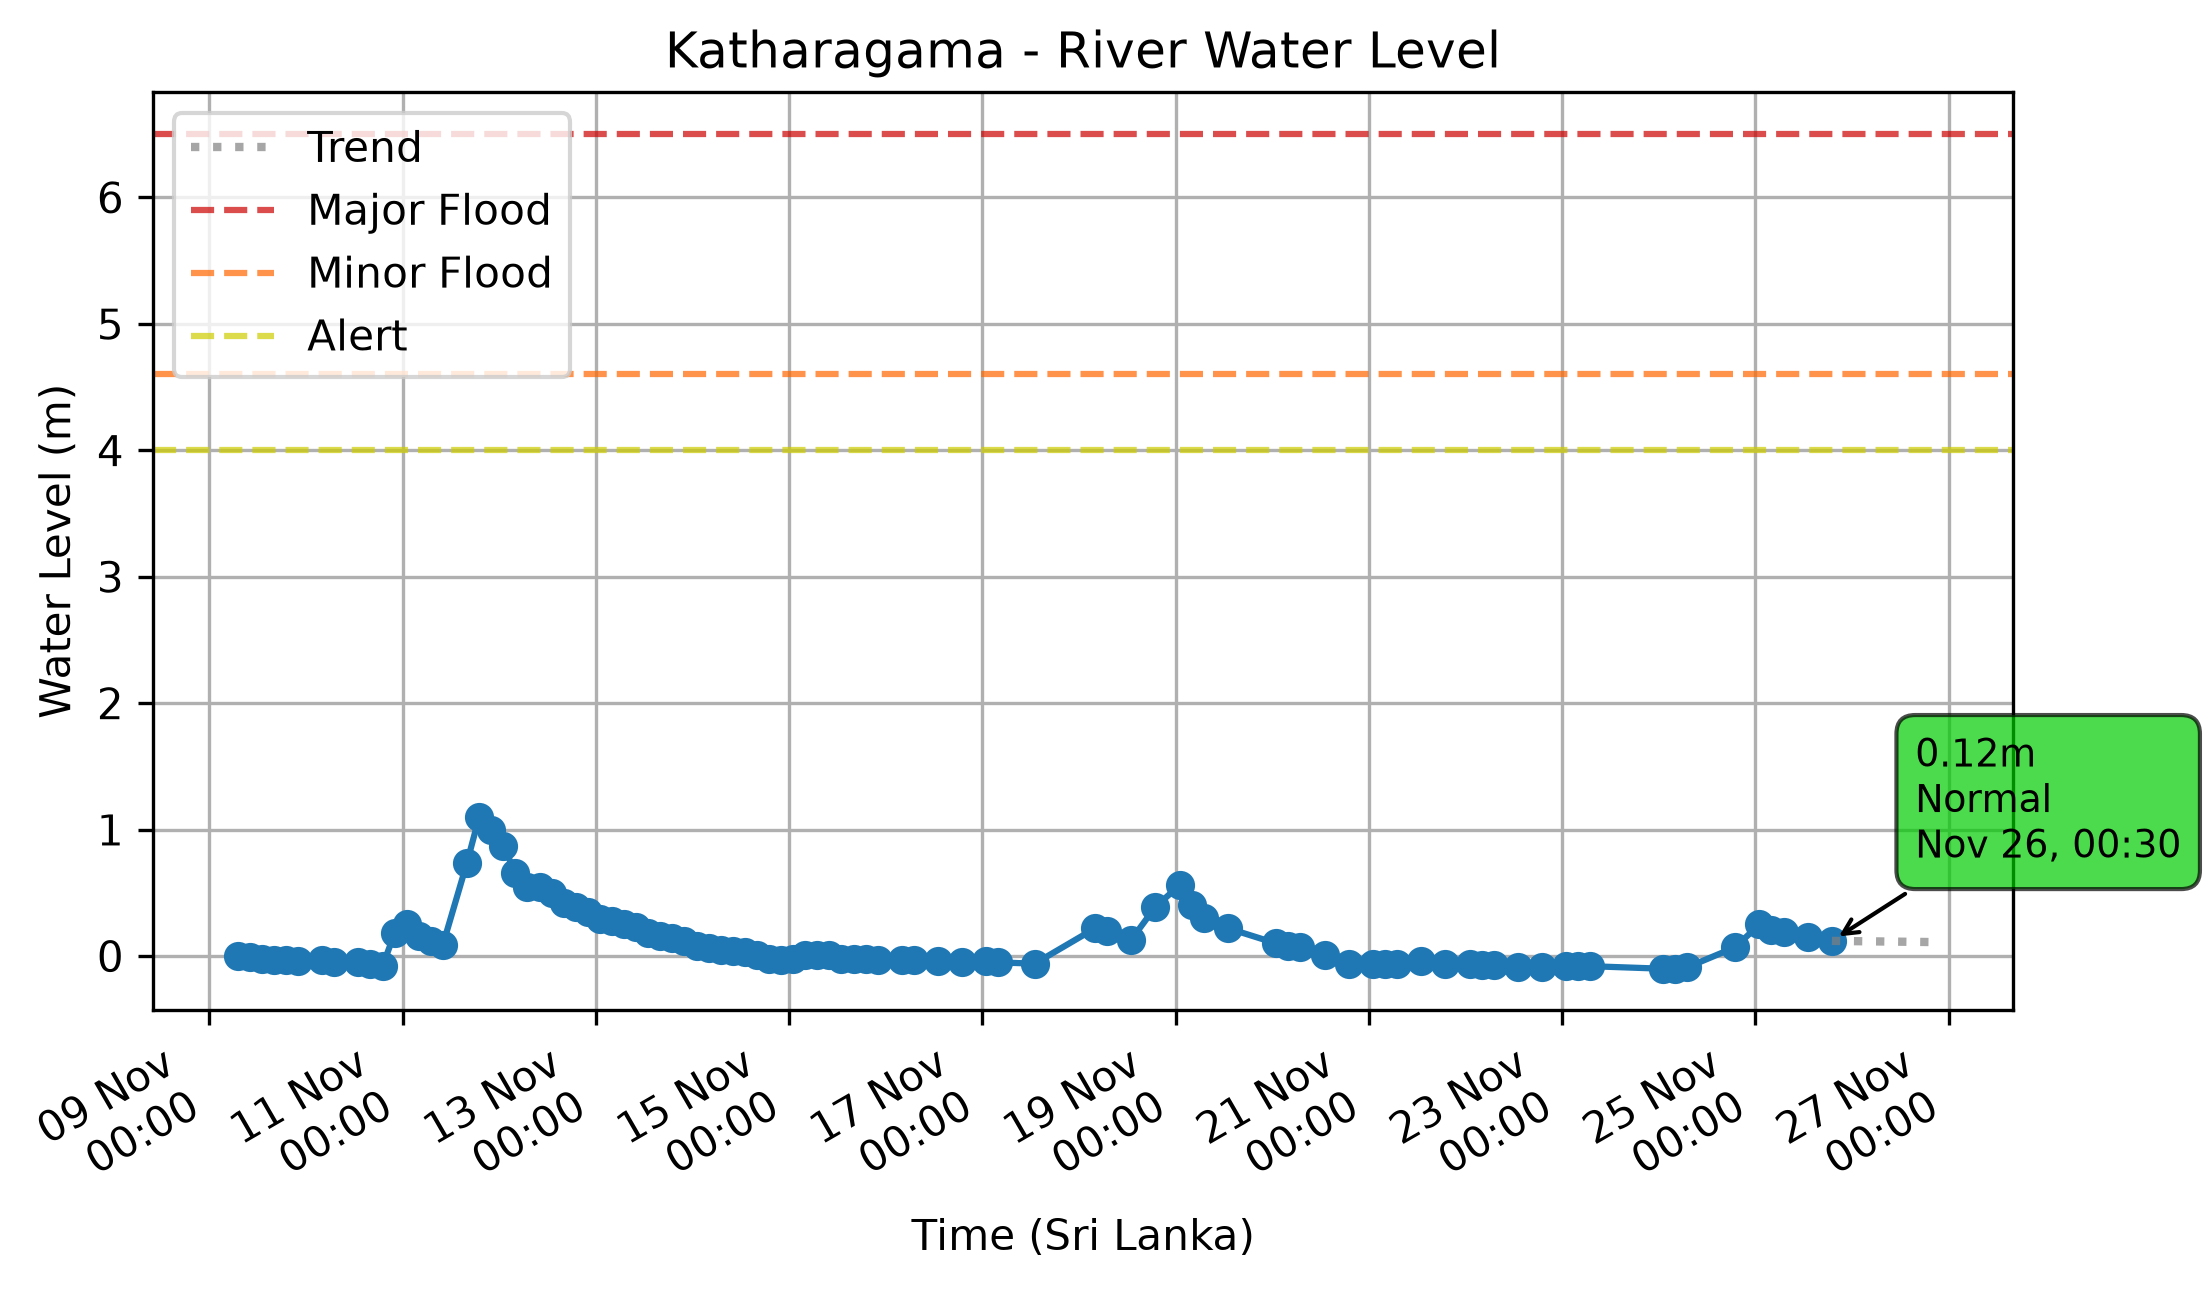 Katharagama - River Water Level
Trend
Major Flood
Minor Flood
Alert
6
5
4
3
2
1
0
Water Level (m)
0.12m
Normal
Nov 26, 00:30
09 Nov
00:00
11 Nov
00:00
13 Nov
00:00
15 Nov
00:00
17 Nov
00:00
19 Nov
00:00
21 Nov
00:00
23 Nov
00:00
25 Nov
00:00
27 Nov
00:00
Time (Sri Lanka)